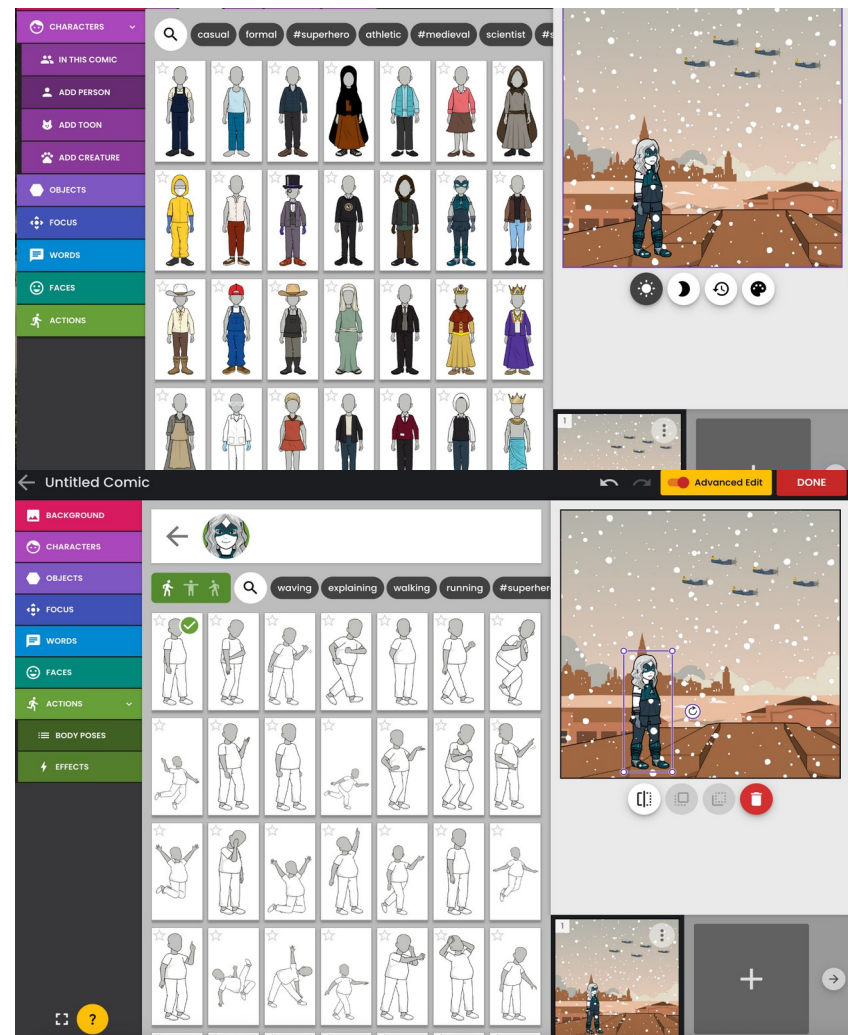 CHARACTERS
casual formal #superhero athletic #medieval scientist #s
IN THIS COMIC
ADD PERSON
ADD TOON
ADD CREATURE
OBJECTS
FOCUS
WORDS
FACES
ACTIONS
1
Untitled Comic
Advanced Edit
DONE
BACKGROUND
CHARACTERS
OBJECTS
FOCUS
WORDS
FACES
ACTIONS
BODY POSES
EFFECTS
waving explaining walking running #superher
1
?